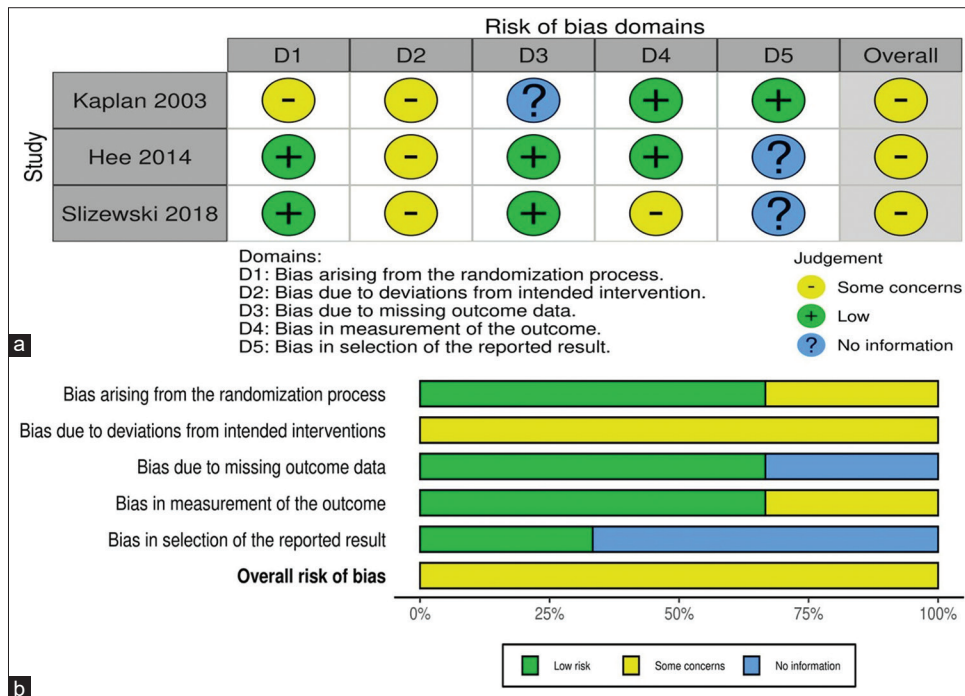 Risk of bias domains
D1 D2 D3 D4 D5 Overall
Study
Kaplan 2003 - - ? + + -
Hee 2014 + - + + ? -
Slizewski 2018 + - + - ? -
Domains:
D1: Bias arising from the randomization process.
D2: Bias due to deviations from intended intervention.
D3: Bias due to missing outcome data.
D4: Bias in measurement of the outcome.
D5: Bias in selection of the reported result.
Judgement
- Some concerns
+ Low
? No information
a
Bias arising from the randomization process
Bias due to deviations from intended interventions
Bias due to missing outcome data
Bias in measurement of the outcome
Bias in selection of the reported result
Overall risk of bias
0% 25% 50% 75% 100%
Low risk Some concerns No information
b